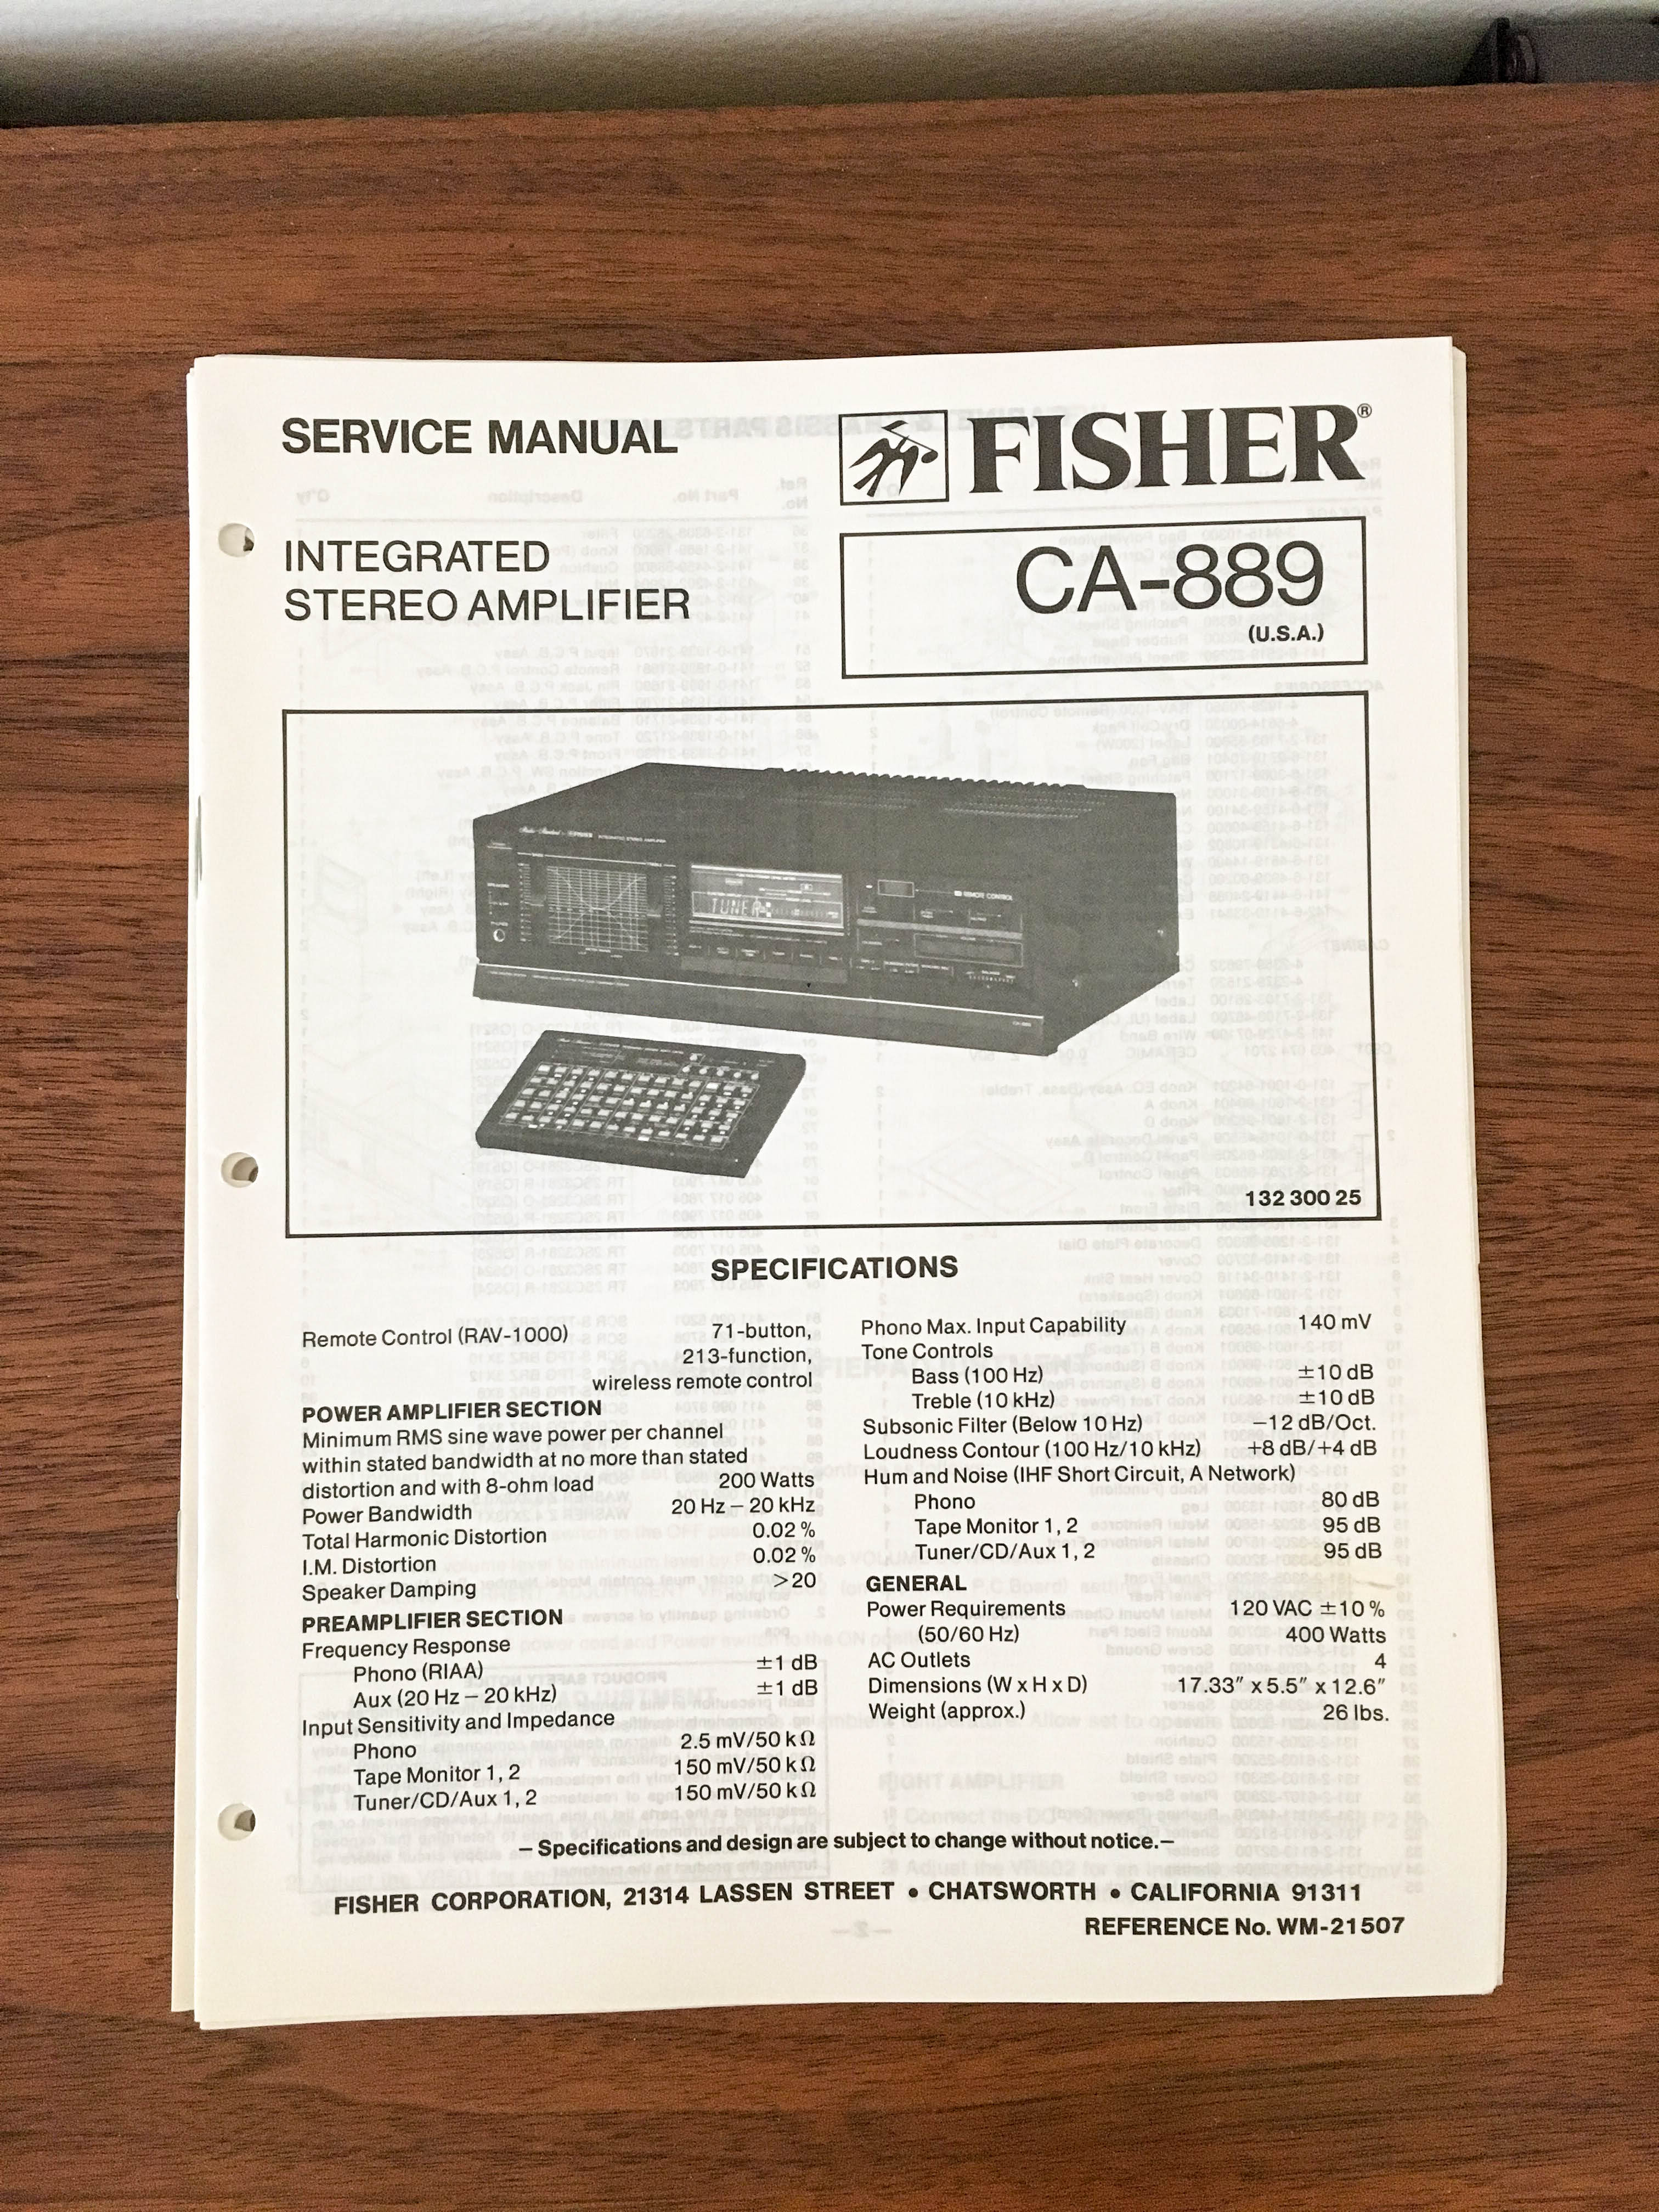 SERVICE MANUAL
FISHER®
INTEGRATED
STEREO AMPLIFIER
CA-889
(U.S.A.)
TUNER
REMOTE CONTROL
132 300 25
SPECIFICATIONS
Remote Control (RAV-1000) 71-button,
213-function,
wireless remote control
POWER AMPLIFIER SECTION
Minimum RMS sine wave power per channel
within stated bandwidth at no more than stated
distortion and with 8-ohm load 200 Watts
Power Bandwidth 20 Hz – 20 kHz
Total Harmonic Distortion 0.02 %
I.M. Distortion 0.02 %
Speaker Damping >20
PREAMPLIFIER SECTION
Frequency Response
Phono (RIAA) ±1 dB
Aux (20 Hz – 20 kHz) ±1 dB
Input Sensitivity and Impedance
Phono 2.5 mV/50 kΩ
Tape Monitor 1, 2 150 mV/50 kΩ
Tuner/CD/Aux 1, 2 150 mV/50 kΩ
Phono Max. Input Capability 140 mV
Tone Controls
Bass (100 Hz) ±10 dB
Treble (10 kHz) ±10 dB
Subsonic Filter (Below 10 Hz) –12 dB/Oct.
Loudness Contour (100 Hz/10 kHz) +8 dB/+4 dB
Hum and Noise (IHF Short Circuit, A Network)
Phono 80 dB
Tape Monitor 1, 2 95 dB
Tuner/CD/Aux 1, 2 95 dB
GENERAL
Power Requirements 120 VAC ±10 %
(50/60 Hz) 400 Watts
AC Outlets 4
Dimensions (W x H x D) 17.33″ x 5.5″ x 12.6″
Weight (approx.) 26 lbs.
– Specifications and design are subject to change without notice. –
FISHER CORPORATION, 21314 LASSEN STREET • CHATSWORTH • CALIFORNIA 91311
REFERENCE No. WM-21507